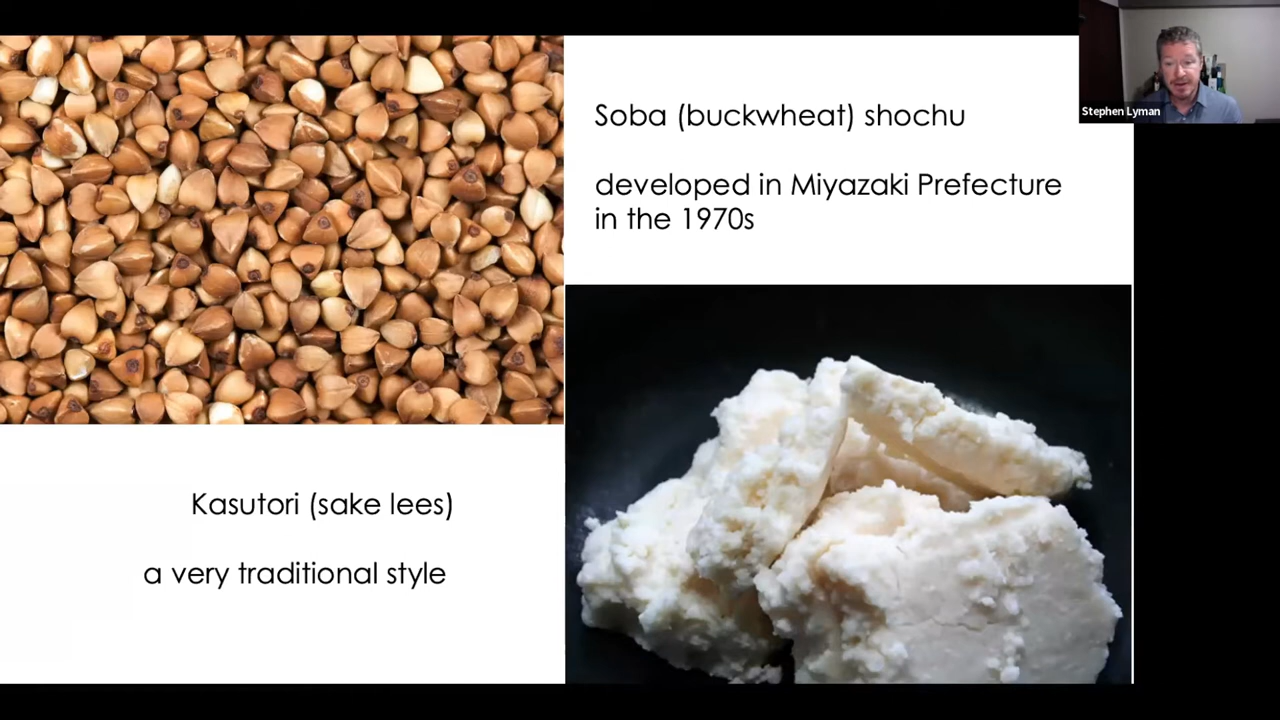 Soba (buckwheat) shochu
developed in Miyazaki Prefecture
in the 1970s
Stephen Lyman
Kasutori (sake lees)
a very traditional style